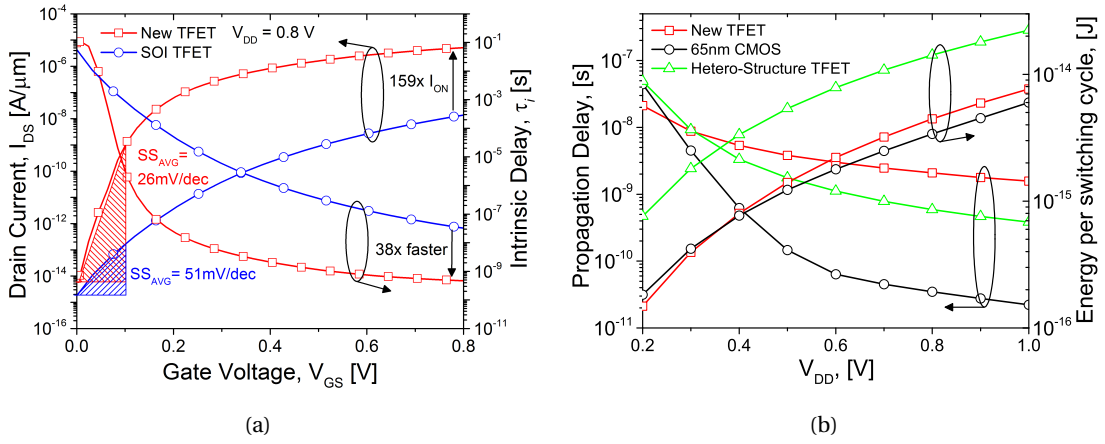 New TFET
SOI TFET
V_DD = 0.8 V
159x I_ON
SS_AVG =
26mV/dec
SS_AVG = 51mV/dec
38x faster
Drain Current, I_DS [A/μm]
10⁻⁴
10⁻⁶
10⁻⁸
10⁻¹⁰
10⁻¹²
10⁻¹⁴
10⁻¹⁶
0.0 0.2 0.4 0.6 0.8
Gate Voltage, V_GS [V]
10⁻¹
10⁻³
10⁻⁵
10⁻⁷
10⁻⁹
10⁻¹¹
Intrinsic Delay, τ_i [s]
(a)
New TFET
65nm CMOS
Hetero-Structure TFET
Propagation Delay, [s]
10⁻⁷
10⁻⁸
10⁻⁹
10⁻¹⁰
10⁻¹¹
0.2 0.4 0.6 0.8 1.0
V_DD, [V]
10⁻¹⁴
10⁻¹⁵
10⁻¹⁶
Energy per switching cycle, [J]
(b)